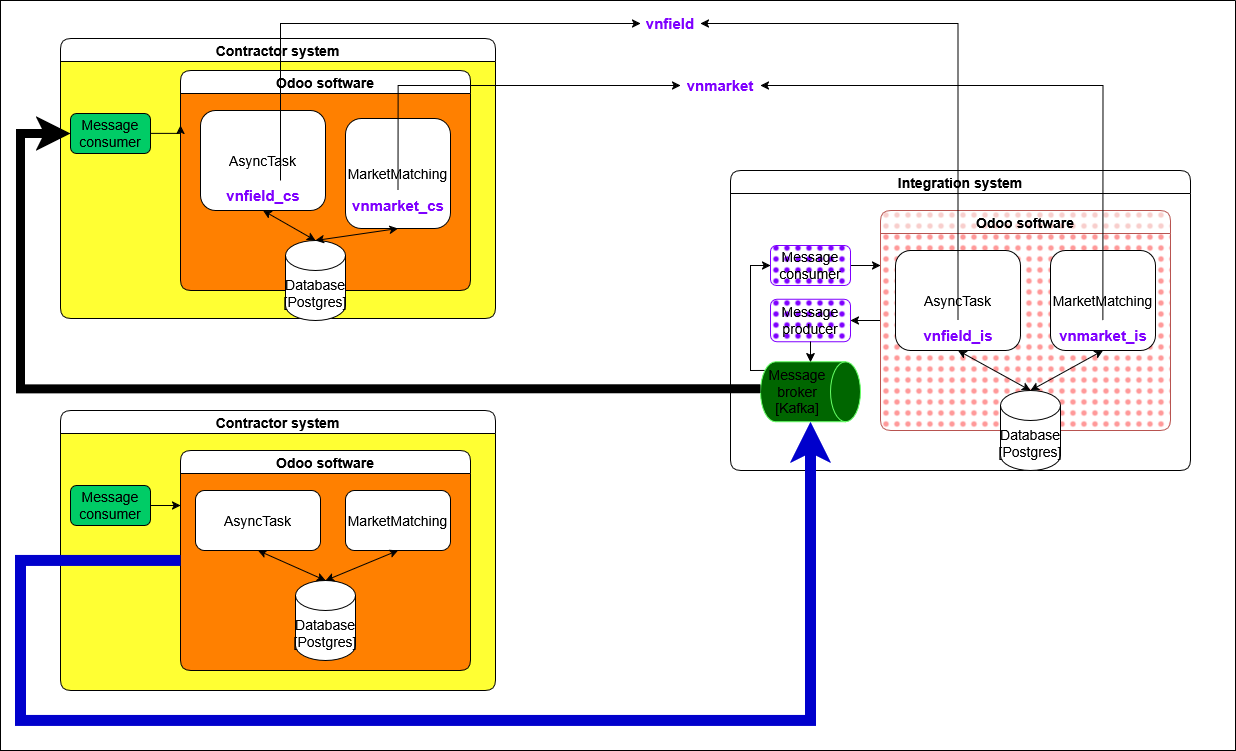 vnfield
vnmarket
Contractor system
Odoo software
Message
consumer
AsyncTask
vnfield_cs
MarketMatching
vnmarket_cs
Database
[Postgres]
Integration system
Odoo software
Message
consumer
Message
producer
Message
broker
[Kafka]
AsyncTask
vnfield_is
MarketMatching
vnmarket_is
Database
[Postgres]
Contractor system
Odoo software
Message
consumer
AsyncTask
MarketMatching
Database
[Postgres]